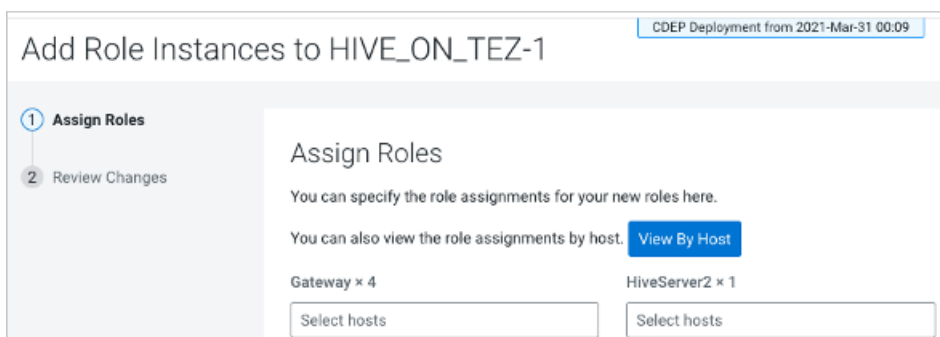 CDEP Deployment from 2021-Mar-31 00:09
Add Role Instances to HIVE_ON_TEZ-1
1 Assign Roles
2 Review Changes
Assign Roles
You can specify the role assignments for your new roles here.
You can also view the role assignments by host. View By Host
Gateway × 4 HiveServer2 × 1
Select hosts Select hosts